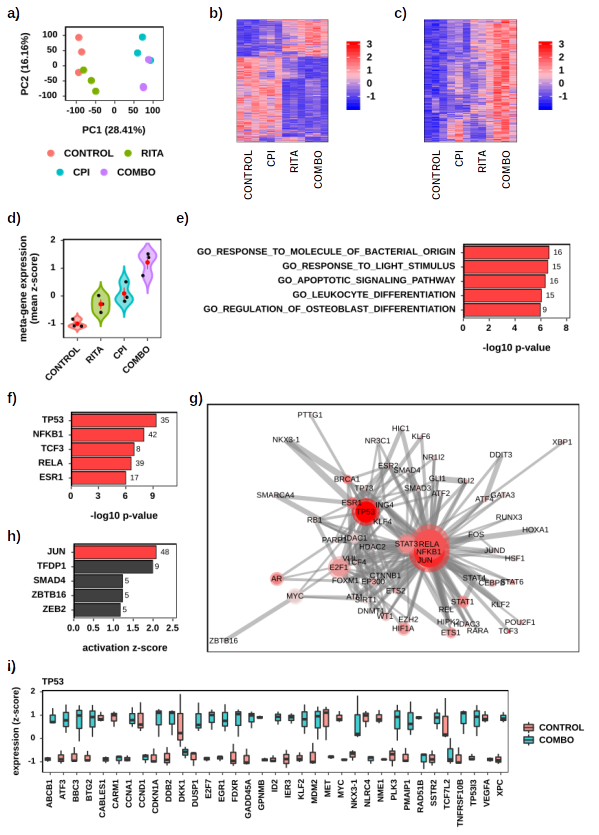 a)
PC2 (16.16%)
100
50
0
-50
-100
-100
-50
0
50
100
PC1 (28.41%)
CONTROL
RITA
CPI
COMBO
b)
3
2
1
-1
CONTROL
CPI
RITA
COMBO
c)
3
2
1
-1
CONTROL
CPI
RITA
COMBO
d)
meta-gene expression
(mean z-score)
2
1
0
-1
CONTROL
RITA
CPI
COMBO
e)
GO_RESPONSE_TO_MOLECULE_OF_BACTERIAL_ORIGIN 16
GO_RESPONSE_TO_LIGHT_STIMULUS 15
GO_APOPTOTIC_SIGNALING_PATHWAY 16
GO_LEUKOCYTE_DIFFERENTIATION 15
GO_REGULATION_OF_OSTEOBLAST_DIFFERENTIATION 9
0 2 4 6 8
-log10 p-value
f)
TP53 35
NFKB1 42
TCF3 8
RELA 39
ESR1 17
0 3 6 9
-log10 p-value
g)
PTTG1
NKX3-1
HIC1
NR3C1
KLF6
XBP1
NR1I2
DDIT3
ESR2
SMAD4
BRCA1
GLI1
GLI2
TP73
SMAD3
ATF2
SMARCA4
ATF4
GATA3
ESR1
ING4
TP53
RUNX3
RB1
KLF4
HOXA1
FOS
PARP1
HDAC1
HDAC2
STAT3
RELA
NFKB1
JUN
JUND
HSF1
VHL
TCF4
E2F1
CTNNB1
AR
FOXM1
EP300
STAT4
CEBPB
STAT6
ETS2
MYC
ATM
SIRT1
STAT1
KLF2
DNMT1
REL
WT1
EZH2
HIPK2
HDAC3
POU2F1
HIF1A
ETS1
RARA
TCF3
ZBTB16
h)
JUN 48
TFDP1 9
SMAD4 5
ZBTB16 5
ZEB2 5
0.0 0.5 1.0 1.5 2.0 2.5
activation z-score
i)
TP53
expression (z-score)
2
1
0
-1
ABCB1
ATF3
BBC3
BTG2
CABLES1
CARM1
CCNA1
CCND1
CDKN1A
DDB2
DKK1
DUSP1
E2F7
EGR1
FDXR
GADD45A
GPNMB
ID2
IER3
KLF2
MDM2
MET
MYC
NKX3-1
NLRC4
NME1
PLK3
PMAIP1
RAD51B
SSTR2
TCF7L2
TNFRSF10B
TP53I3
VEGFA
XPC
CONTROL
COMBO